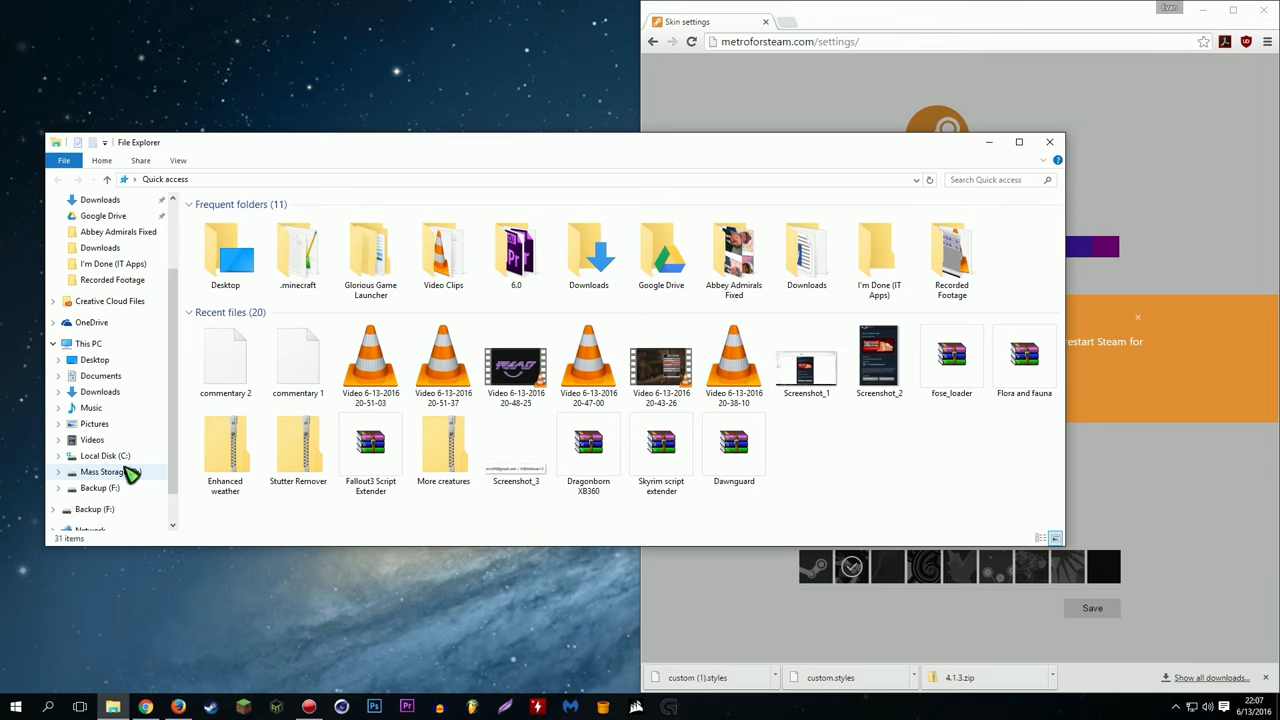 Evan
Skin settings
metroforsteam.com/settings/
File Explorer
File
Home
Share
View
Quick access
Search Quick access
Downloads
Google Drive
Abbey Admirals Fixed
Downloads
I'm Done (IT Apps)
Recorded Footage
Creative Cloud Files
OneDrive
This PC
Desktop
Documents
Downloads
Music
Pictures
Videos
Local Disk (C:)
Mass Storag
Backup (F:)
Backup (F:)
Network
31 items
Frequent folders (11)
Desktop
.minecraft
Glorious Game
Launcher
Video Clips
6.0
Downloads
Google Drive
Abbey Admirals
Fixed
Downloads
I'm Done (IT
Apps)
Recorded
Footage
Recent files (20)
commentary 2
commentary 1
Video 6-13-2016
20-51-03
Video 6-13-2016
20-51-37
Video 6-13-2016
20-48-25
Video 6-13-2016
20-47-00
Video 6-13-2016
20-43-26
Video 6-13-2016
20-38-10
Screenshot_1
Screenshot_2
fose_loader
Flora and fauna
Enhanced
weather
Stutter Remover
Fallout3 Script
Extender
More creatures
Screenshot_3
Dragonborn
XB360
Skyrim script
extender
Dawnguard
restart Steam for
Save
custom (1).styles
custom.styles
4.1.3.zip
Show all downloads...
22:07
6/13/2016